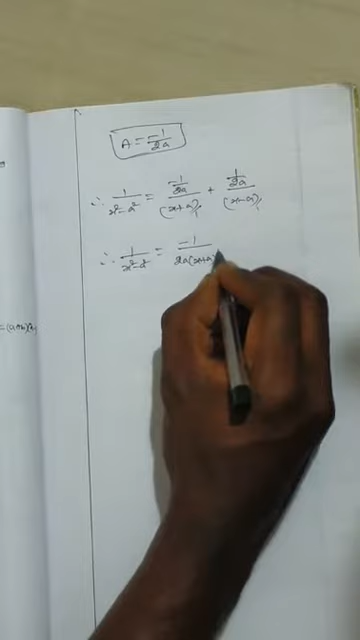 A = -1/2a
∴ 1/(x²-a²) = (-1/2a)/(x+a) + (1/2a)/(x-a)
∴ 1/(x²-a²) = -1/2a(x+a)